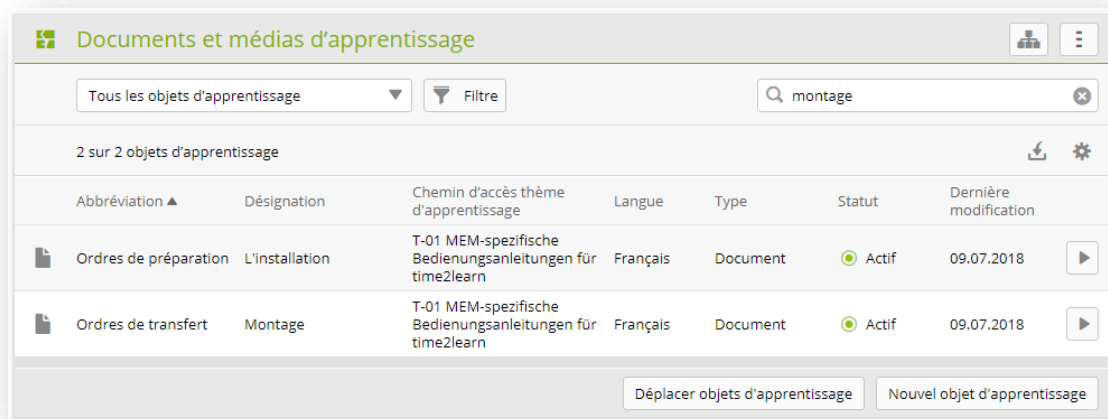 Documents et médias d'apprentissage
Tous les objets d'apprentissage
Filtre
montage
2 sur 2 objets d'apprentissage
Abbréviation ▲ Désignation Chemin d'accès thème d'apprentissage Langue Type Statut Dernière modification
Ordres de préparation L'installation T-01 MEM-spezifische Bedienungsanleitungen für time2learn Français Document Actif 09.07.2018
Ordres de transfert Montage T-01 MEM-spezifische Bedienungsanleitungen für time2learn Français Document Actif 09.07.2018
Déplacer objets d'apprentissage Nouvel objet d'apprentissage